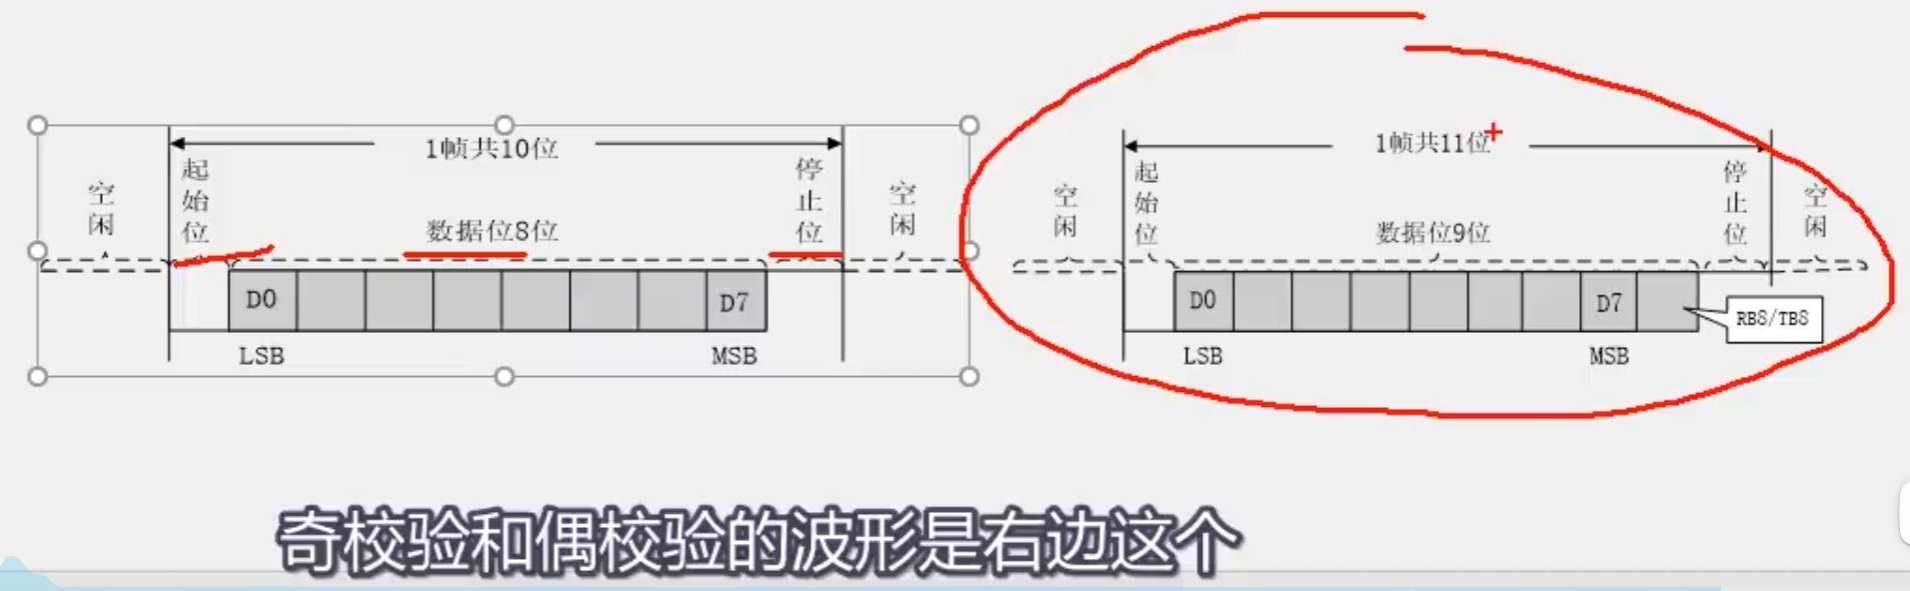 1帧共10位
空闲
起始位
数据位8位
停止位
空闲
D0
D7
LSB
MSB
1帧共11位
空闲
起始位
数据位9位
停止位
空闲
D0
D7
RB8/TB8
LSB
MSB
奇校验和偶校验的波形是右边这个